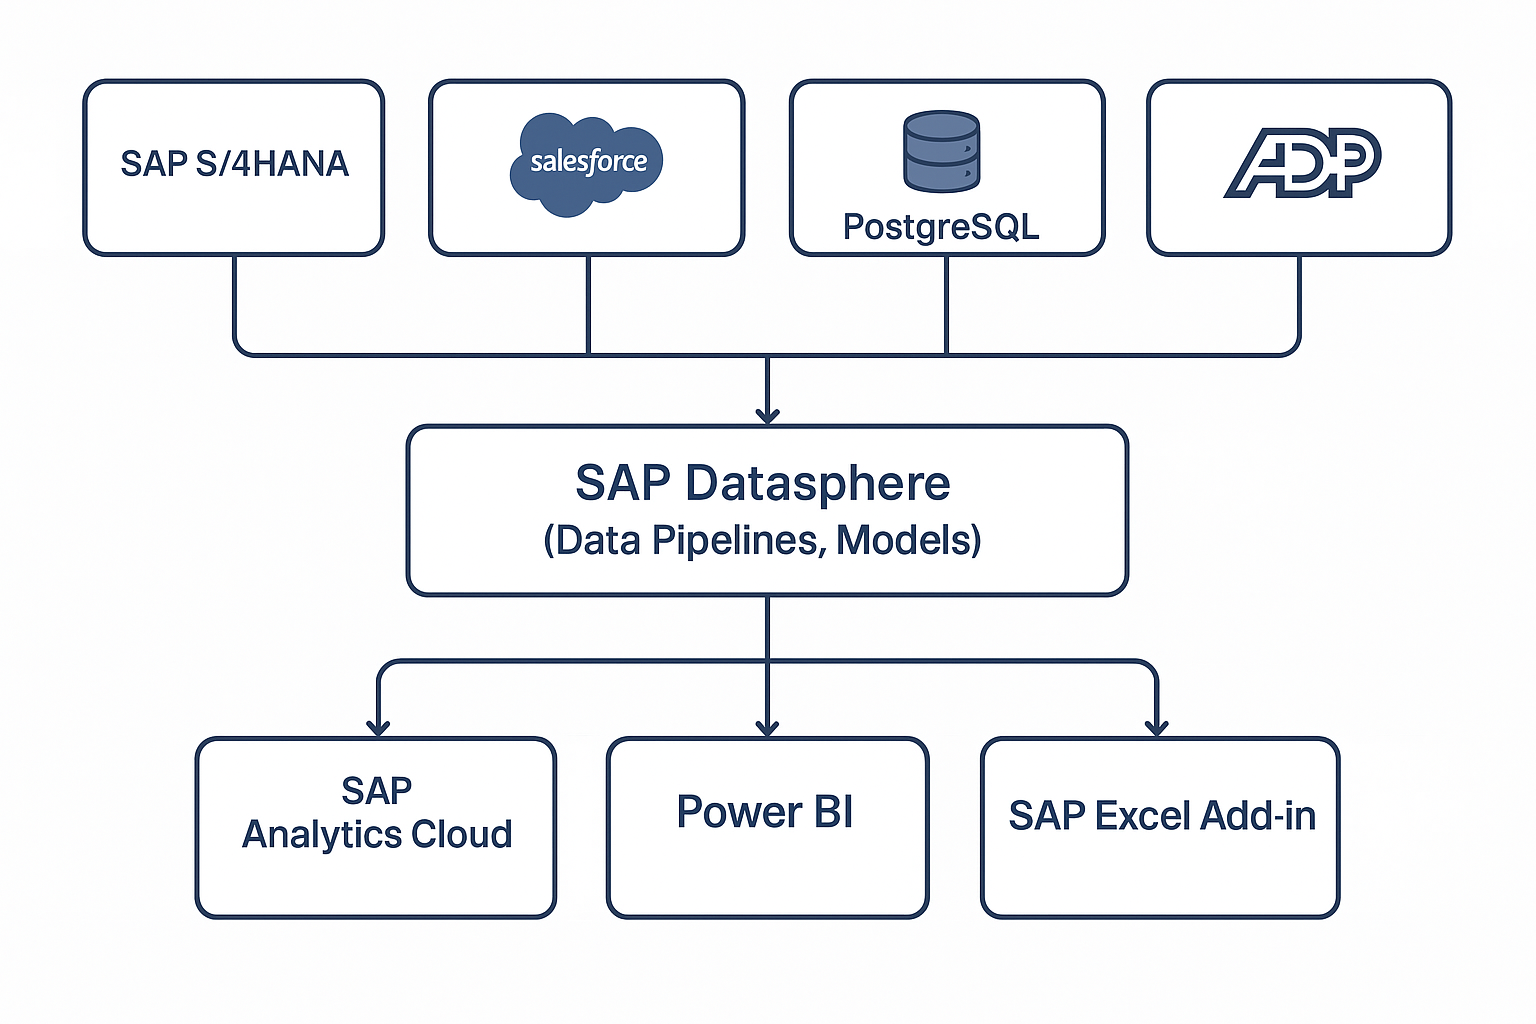 SAP S/4HANA
salesforce
PostgreSQL
ADP
SAP Datasphere
(Data Pipelines, Models)
SAP
Analytics Cloud
Power BI
SAP Excel Add-in